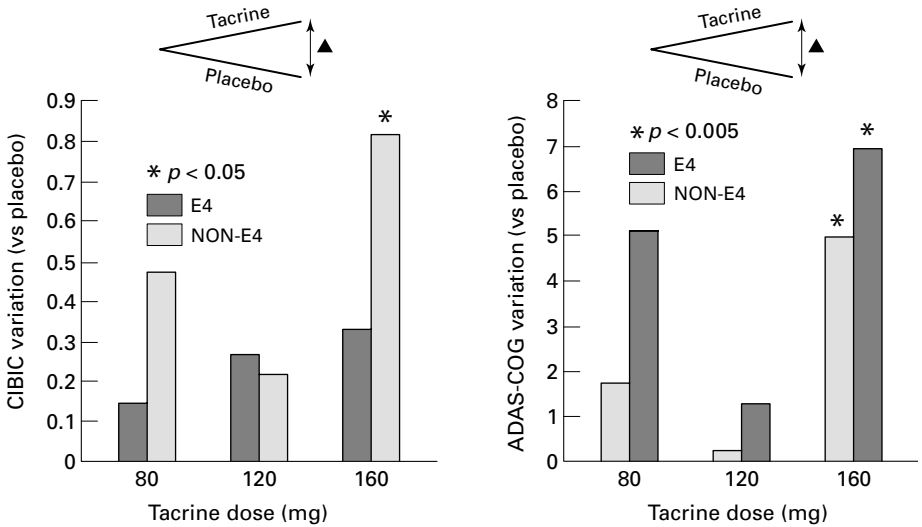 Tacrine
▲
Placebo
CIBIC variation (vs placebo)
0.9
0.8
0.7
0.6
0.5
0.4
0.3
0.2
0.1
0
* p < 0.05
E4
NON-E4
*
80 120 160
Tacrine dose (mg)
Tacrine
▲
Placebo
ADAS-COG variation (vs placebo)
8
7
6
5
4
3
2
1
0
* p < 0.005
E4
NON-E4
*
*
80 120 160
Tacrine dose (mg)